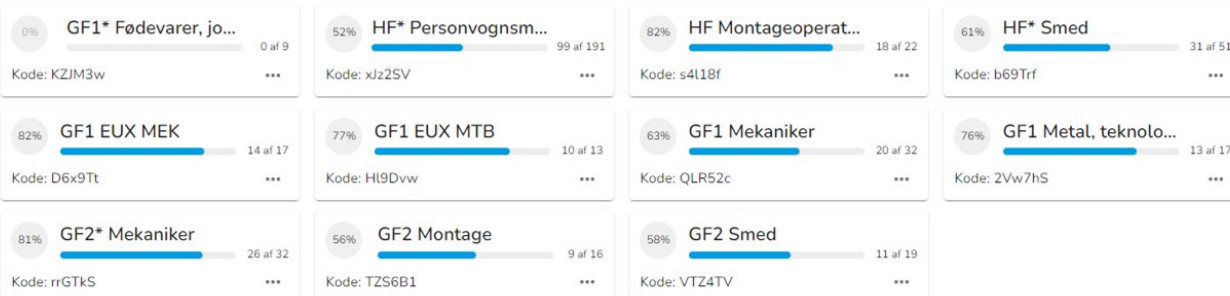 0% GF1* Fødevarer, jo...
0 af 9
Kode: KZJM3w
52% HF* Personvognsm...
99 af 191
Kode: xJz2SV
82% HF Montageoperat...
18 af 22
Kode: s4l18f
61% HF* Smed
31 af 51
Kode: b69Trf
82% GF1 EUX MEK
14 af 17
Kode: D6x9Tt
77% GF1 EUX MTB
10 af 13
Kode: Hl9Dvw
63% GF1 Mekaniker
20 af 32
Kode: QLR52c
76% GF1 Metal, teknolo...
13 af 17
Kode: 2Vw7hS
81% GF2* Mekaniker
26 af 32
Kode: rrGTkS
56% GF2 Montage
9 af 16
Kode: TZS6B1
58% GF2 Smed
11 af 19
Kode: VTZ4TV